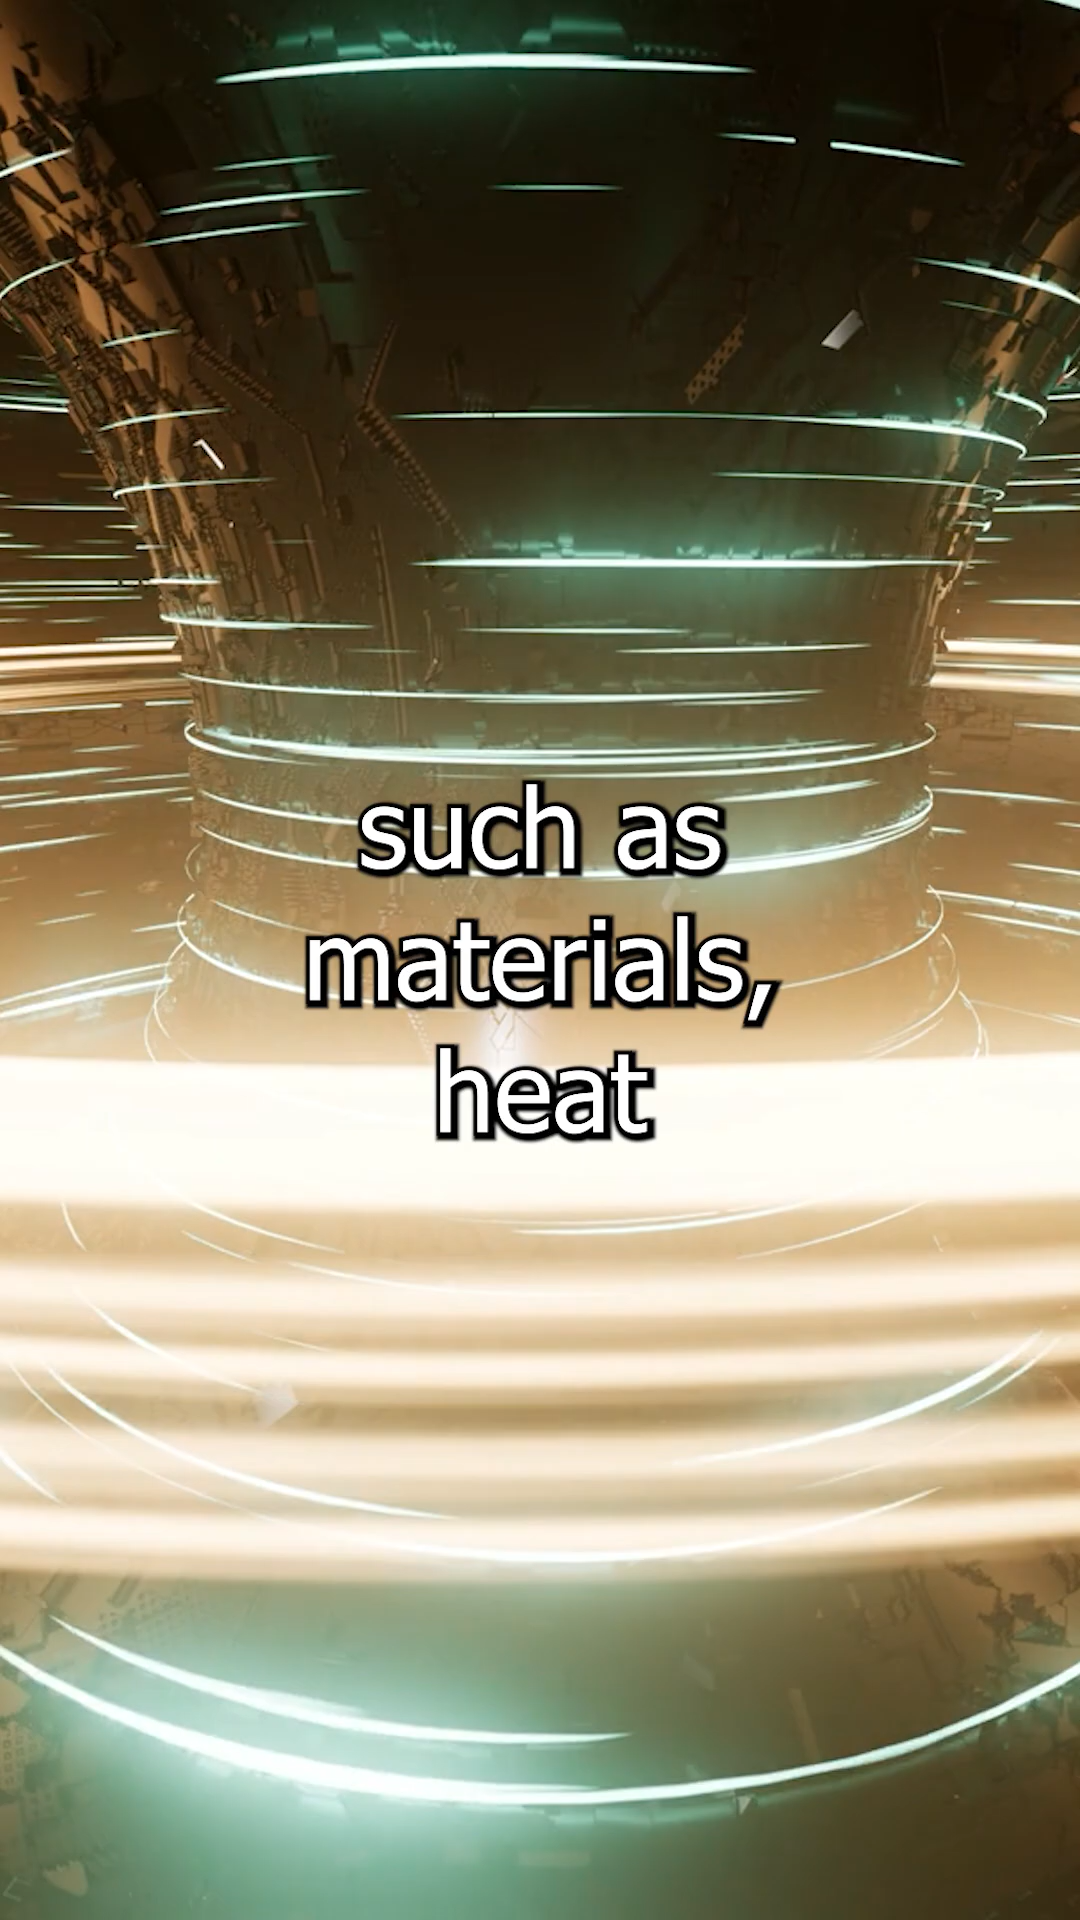 such as
materials,
heat